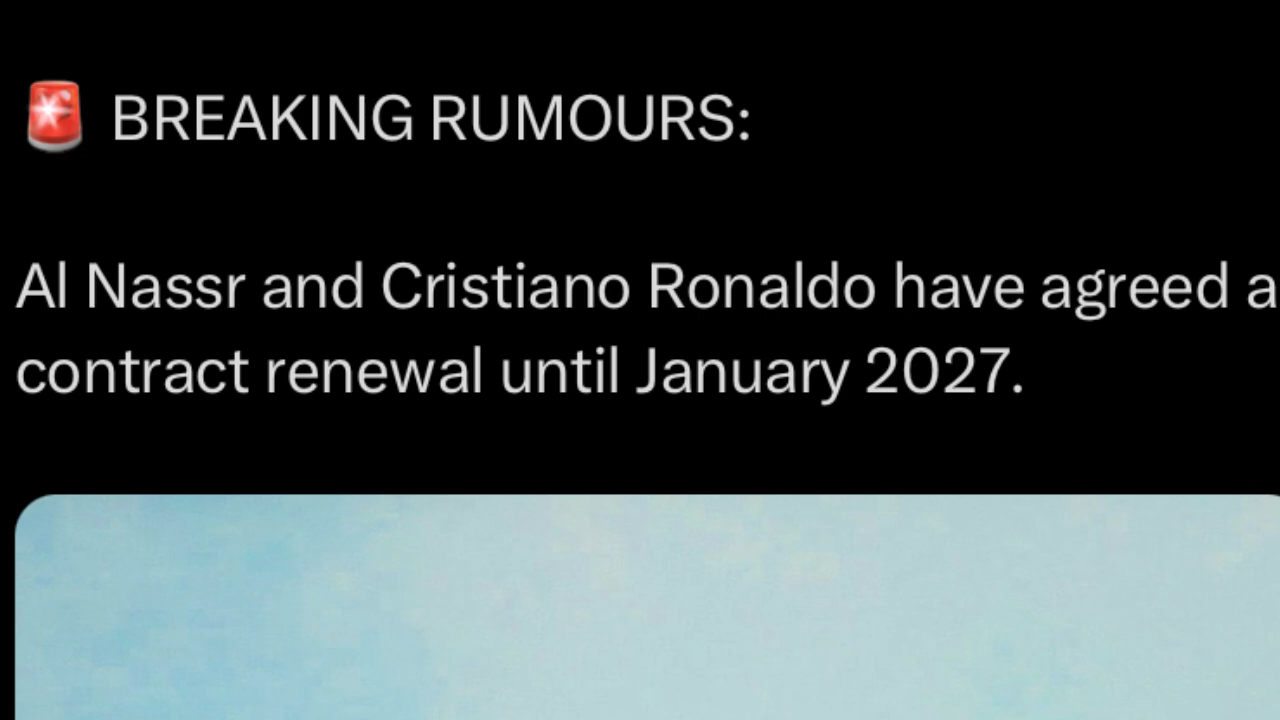 🚨 BREAKING RUMOURS:
Al Nassr and Cristiano Ronaldo have agreed a
contract renewal until January 2027.